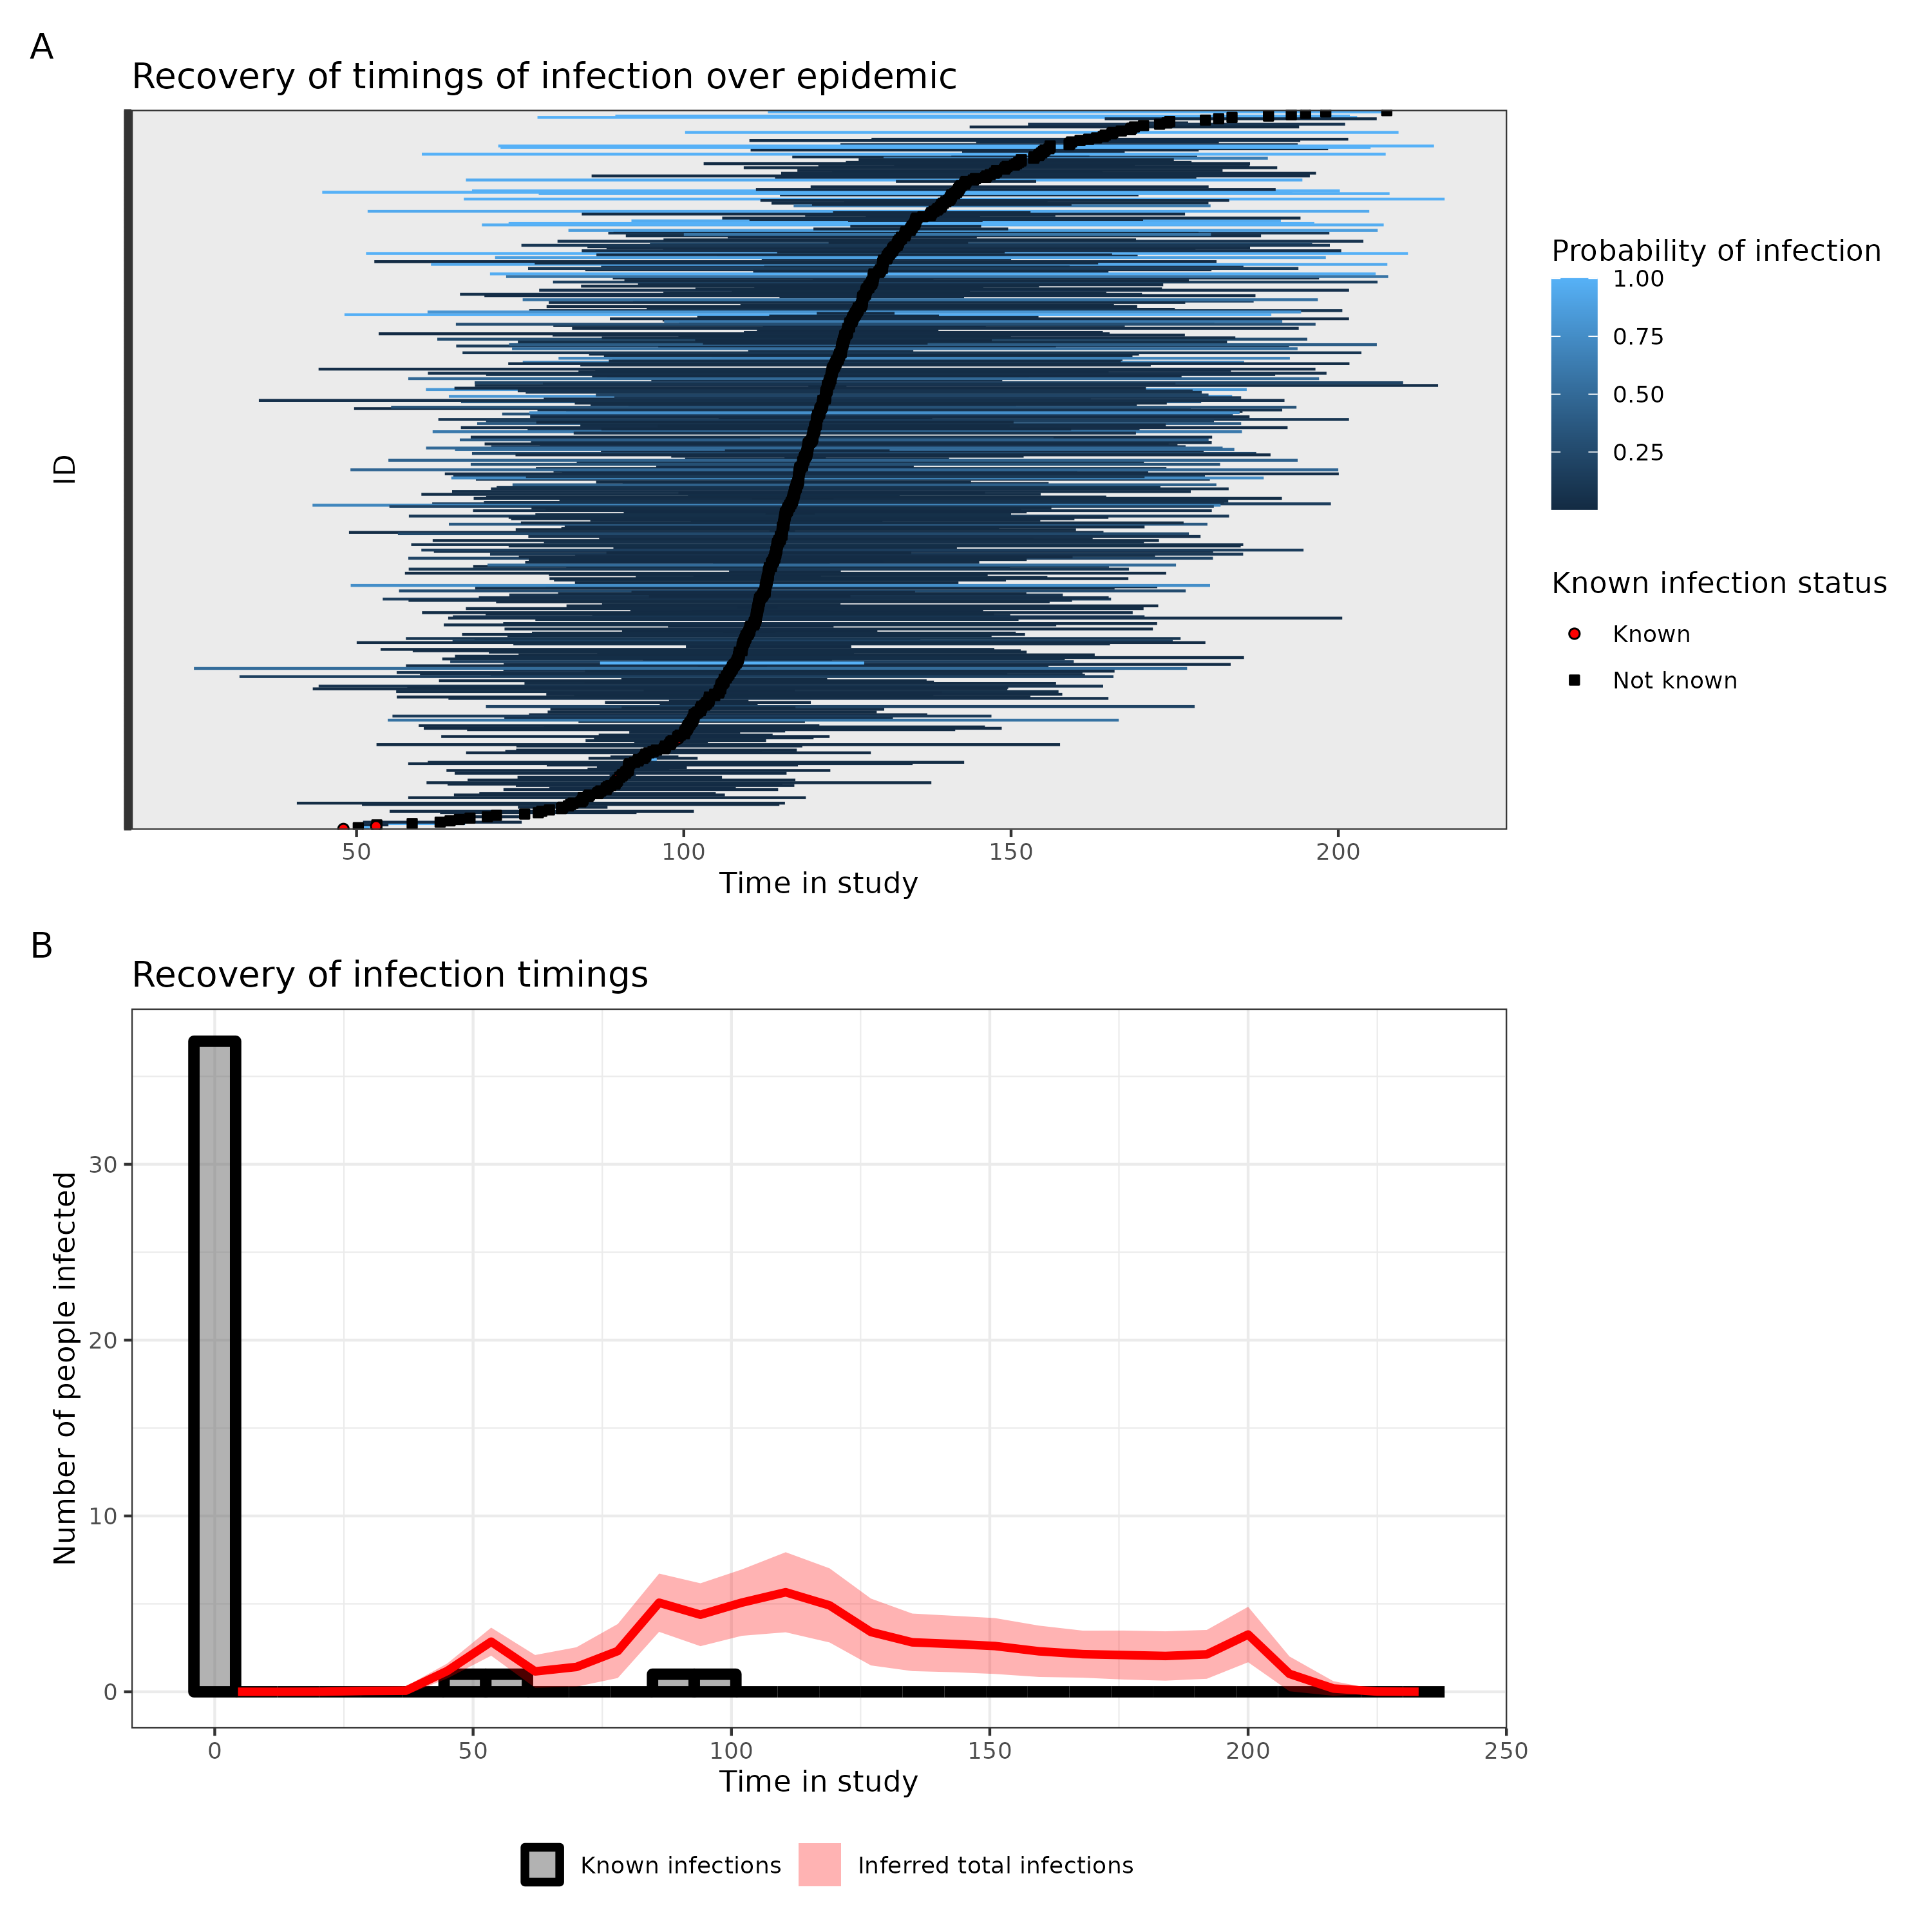 A
Recovery of timings of infection over epidemic
ID
50 100 150 200
Time in study
Probability of infection
1.00
0.75
0.50
0.25
Known infection status
Known
Not known
B
Recovery of infection timings
Number of people infected
30
20
10
0
0 50 100 150 200 250
Time in study
Known infections Inferred total infections